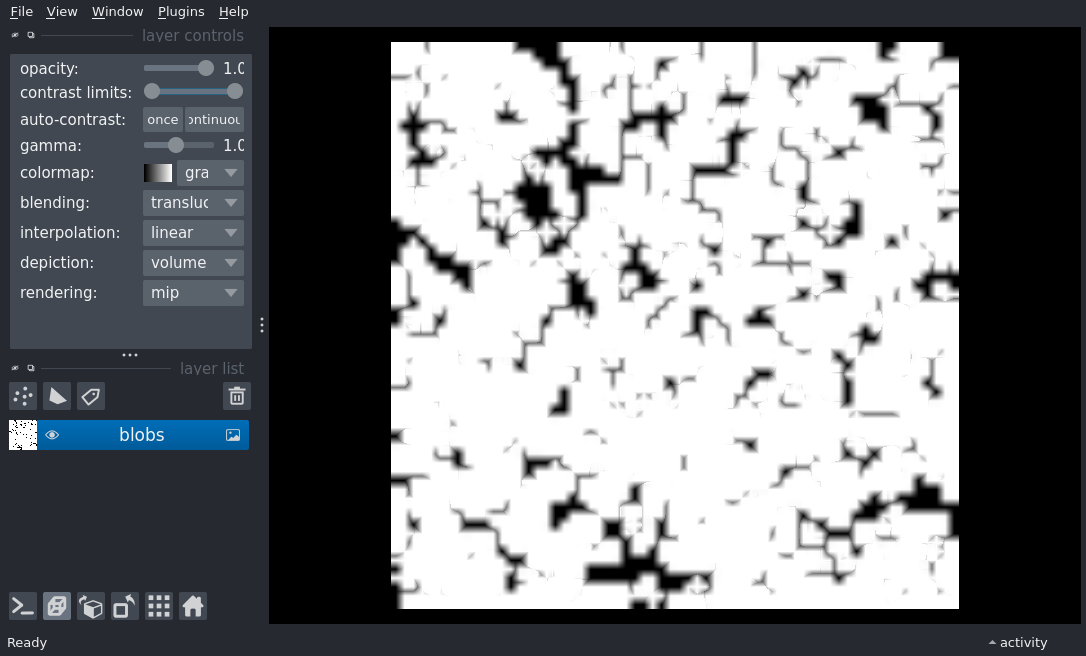 File View Window Plugins Help
layer controls
opacity: 1.0
contrast limits:
auto-contrast: once ontinuou
gamma: 1.0
colormap: gra
blending: transluc
interpolation: linear
depiction: volume
rendering: mip
layer list
blobs
Ready
activity